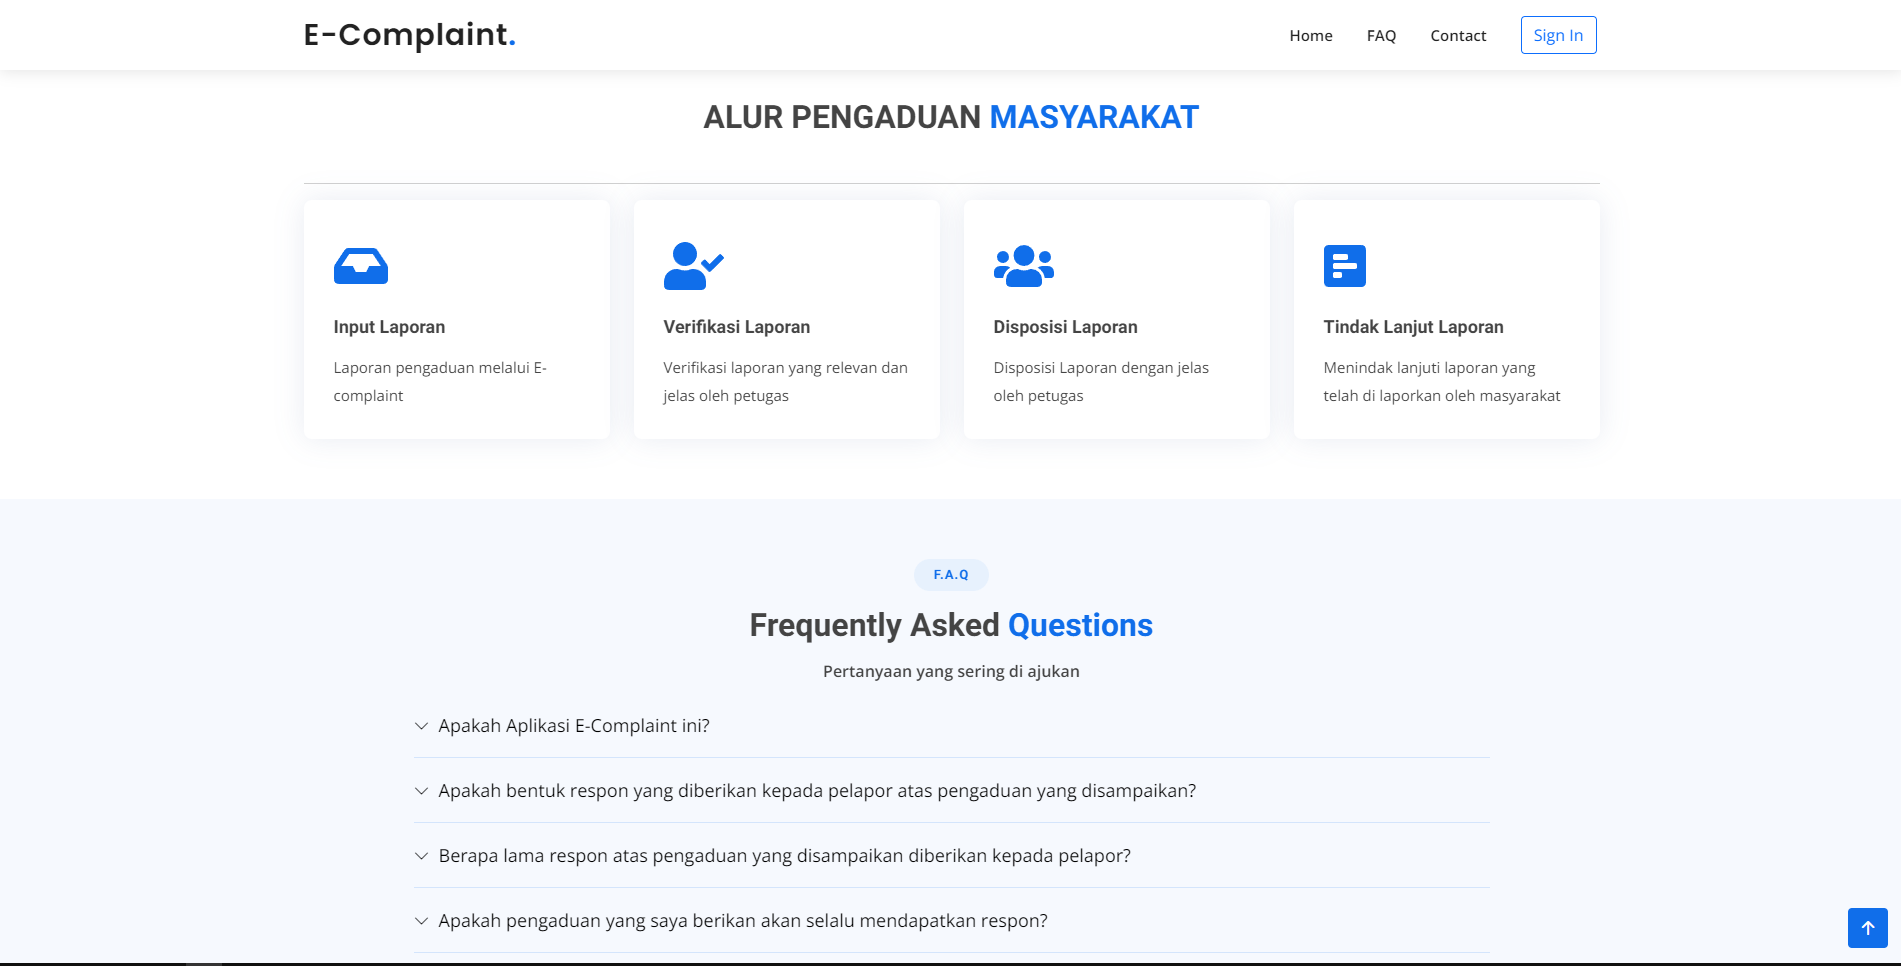 E-Complaint.
Home FAQ Contact Sign In
ALUR PENGADUAN MASYARAKAT
Input Laporan
Laporan pengaduan melalui E-
complaint
Verifikasi Laporan
Verifikasi laporan yang relevan dan
jelas oleh petugas
Disposisi Laporan
Disposisi Laporan dengan jelas
oleh petugas
Tindak Lanjut Laporan
Menindak lanjuti laporan yang
telah di laporkan oleh masyarakat
F.A.Q
Frequently Asked Questions
Pertanyaan yang sering di ajukan
Apakah Aplikasi E-Complaint ini?
Apakah bentuk respon yang diberikan kepada pelapor atas pengaduan yang disampaikan?
Berapa lama respon atas pengaduan yang disampaikan diberikan kepada pelapor?
Apakah pengaduan yang saya berikan akan selalu mendapatkan respon?